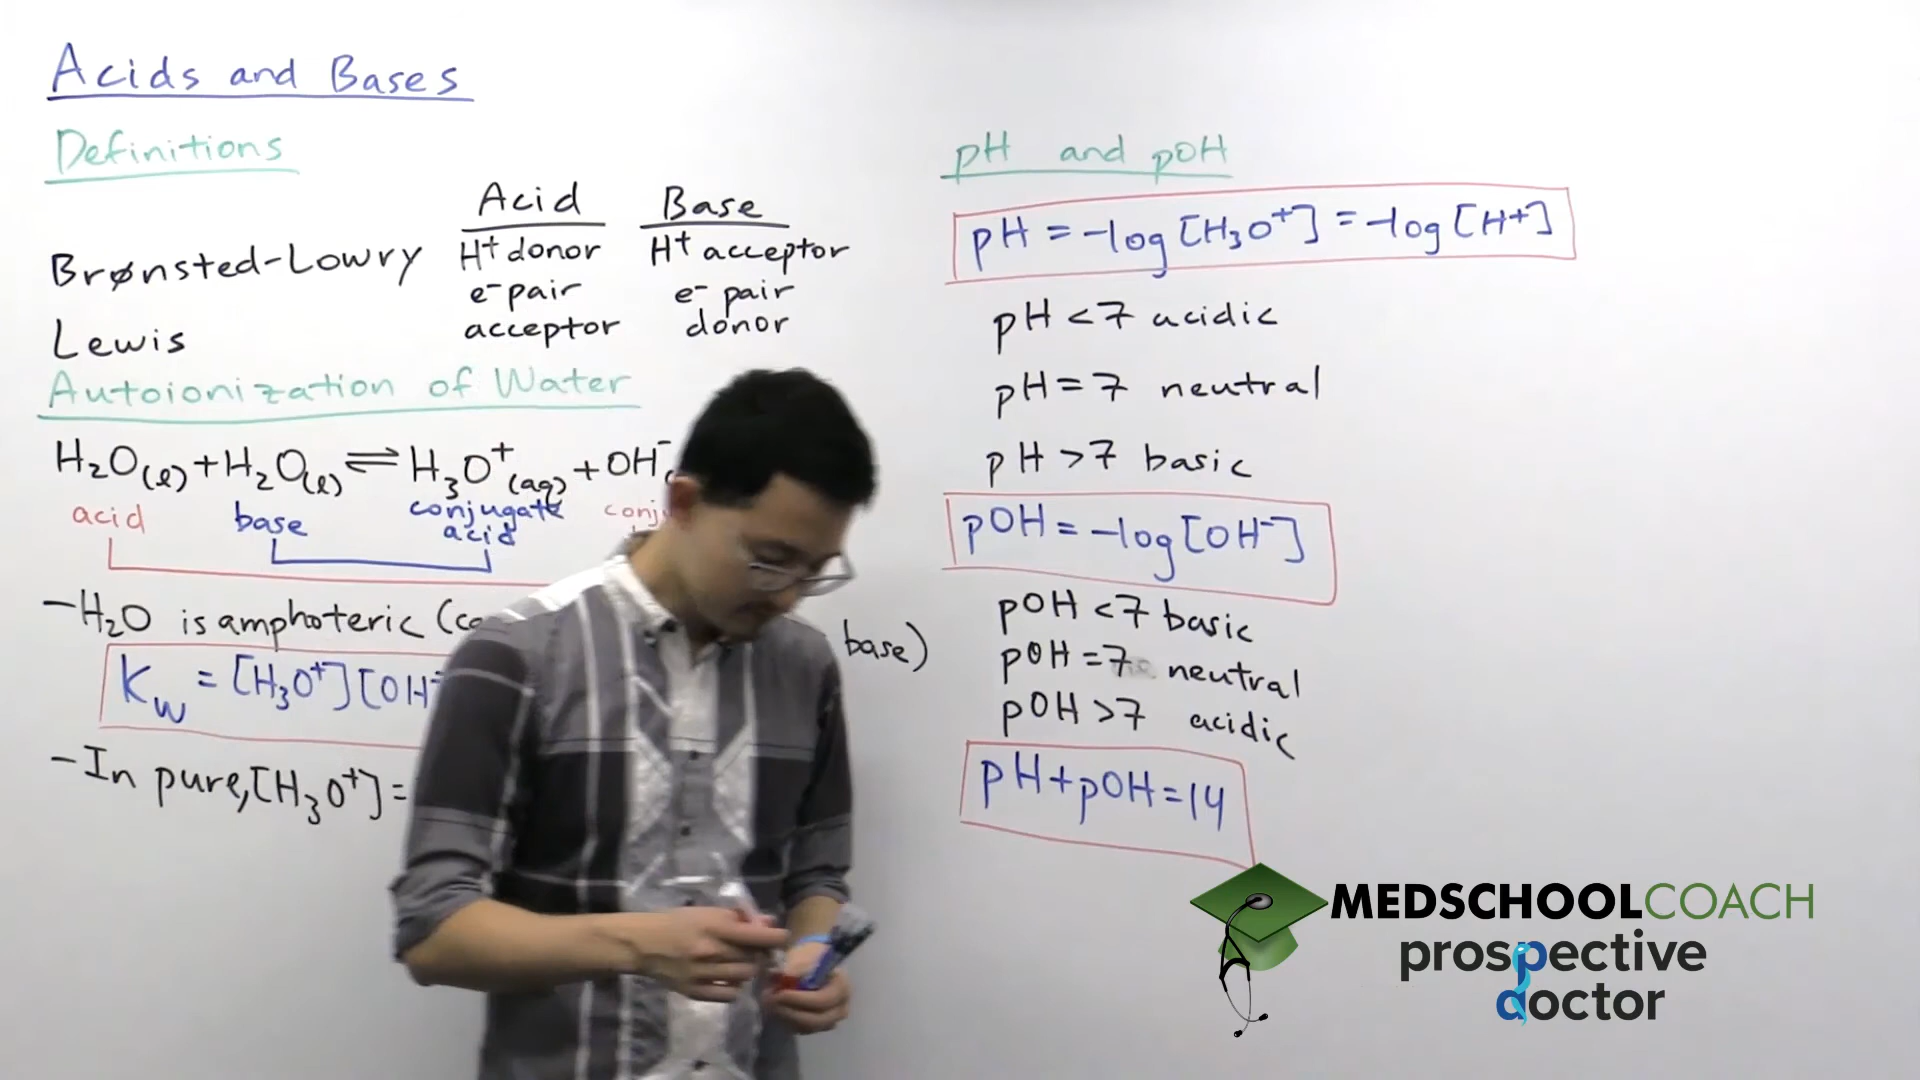 Acids and Bases
Definitions
Acid Base
Brønsted-Lowry H⁺ donor H⁺ acceptor
Lewis e⁻ pair acceptor e⁻ pair donor
Autoionization of Water
H₂O(l) + H₂O(l) ⇌ H₃O⁺(aq) + OH⁻
acid base conjugate acid
-H₂O is amphoteric ( base)
Kw = [H₃O⁺][OH⁻
-In pure, [H₃O⁺] =
pH and pOH
pH = -log [H₃O⁺] = -log [H+]
pH < 7 acidic
pH = 7 neutral
pH > 7 basic
pOH = -log [OH⁻]
pOH < 7 basic
pOH = 7 neutral
pOH > 7 acidic
pH + pOH = 14
MEDSCHOOLCOACH
prospective
doctor